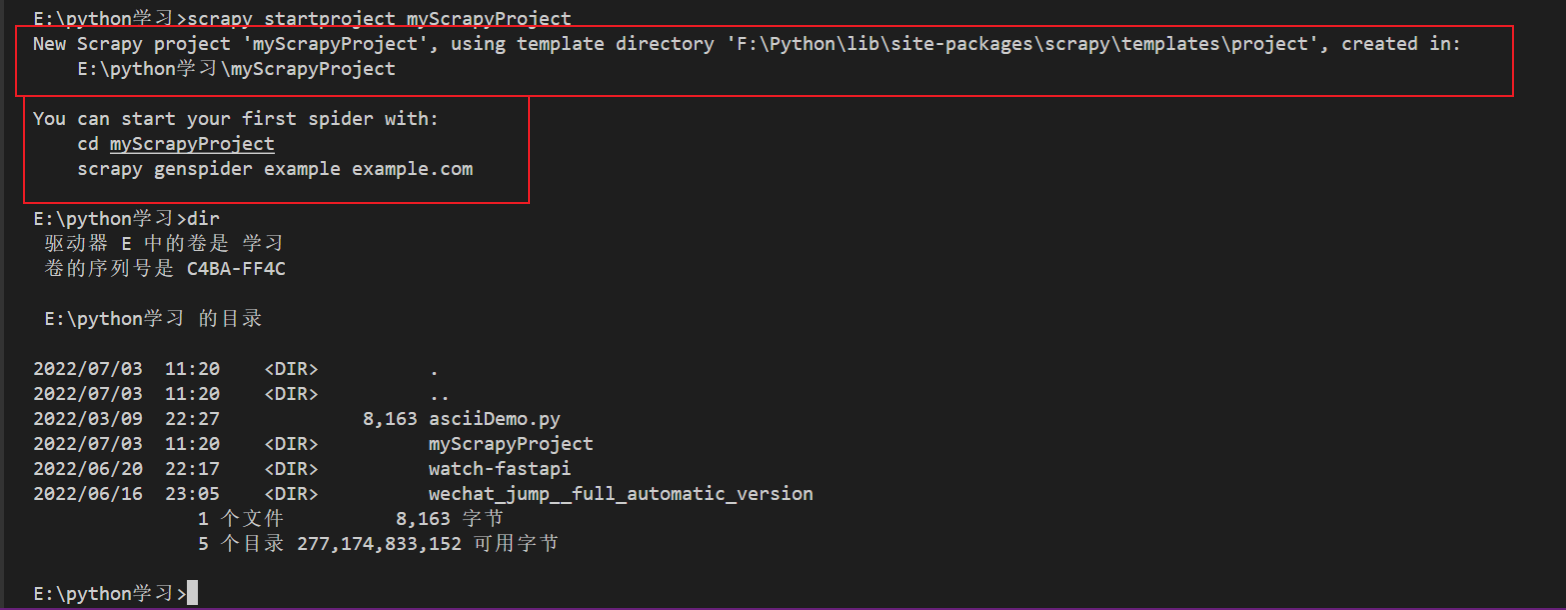 E:\python学习>scrapy startproject myScrapyProject
New Scrapy project 'myScrapyProject', using template directory 'F:\Python\lib\site-packages\scrapy\templates\project', created in:
    E:\python学习\myScrapyProject
You can start your first spider with:
    cd myScrapyProject
    scrapy genspider example example.com
E:\python学习>dir
 驱动器 E 中的卷是 学习
 卷的序列号是 C4BA-FF4C
 E:\python学习 的目录
2022/07/03  11:20    <DIR>          .
2022/07/03  11:20    <DIR>          ..
2022/03/09  22:27             8,163 asciiDemo.py
2022/07/03  11:20    <DIR>          myScrapyProject
2022/06/20  22:17    <DIR>          watch-fastapi
2022/06/16  23:05    <DIR>          wechat_jump__full_automatic_version
               1 个文件          8,163 字节
               5 个目录 277,174,833,152 可用字节
E:\python学习>